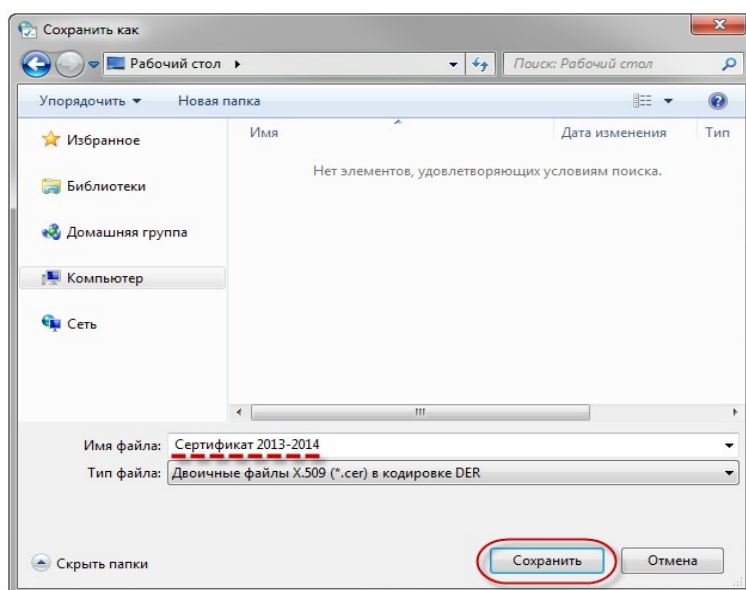 Сохранить как
Рабочий стол
Поиск: Рабочий стол
Упорядочить Новая папка
Имя Дата изменения Тип
Избранное
Нет элементов, удовлетворяющих условиям поиска.
Библиотеки
Домашняя группа
Компьютер
Сеть
Имя файла: Сертификат 2013-2014
Тип файла: Двоичные файлы X.509 (*.cer) в кодировке DER
Скрыть папки Сохранить Отмена